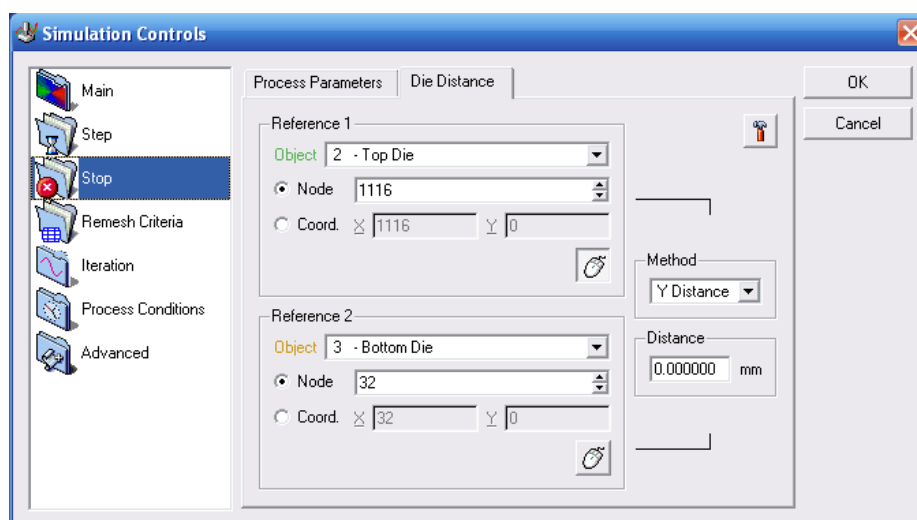 Simulation Controls
Main
Step
Stop
Remesh Criteria
Iteration
Process Conditions
Advanced
Process Parameters
Die Distance
Reference 1
Object 2 - Top Die
Node 1116
Coord. X 1116 Y 0
Reference 2
Object 3 - Bottom Die
Node 32
Coord. X 32 Y 0
Method
Y Distance
Distance
0.000000 mm
OK
Cancel